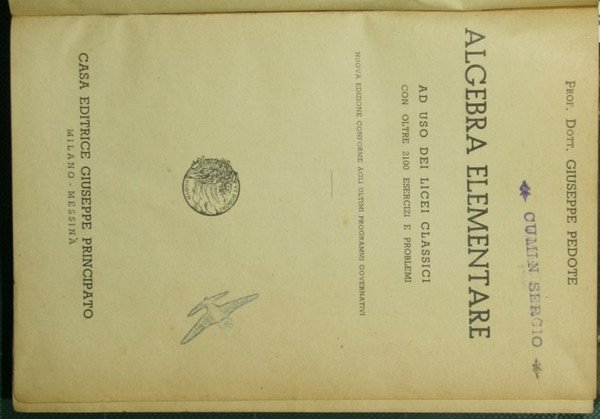 PROF. DOTT. GIUSEPPE PEDOTE
CUMIN SERGIO
ALGEBRA ELEMENTARE
AD USO DEI LICEI CLASSICI
CON OLTRE 2100 ESERCIZI E PROBLEMI
NUOVA EDIZIONE CONFORME AGLI ULTIMI PROGRAMMI GOVERNATIVI
CASA EDITRICE GIUSEPPE PRINCIPATO
MILANO - MESSINA